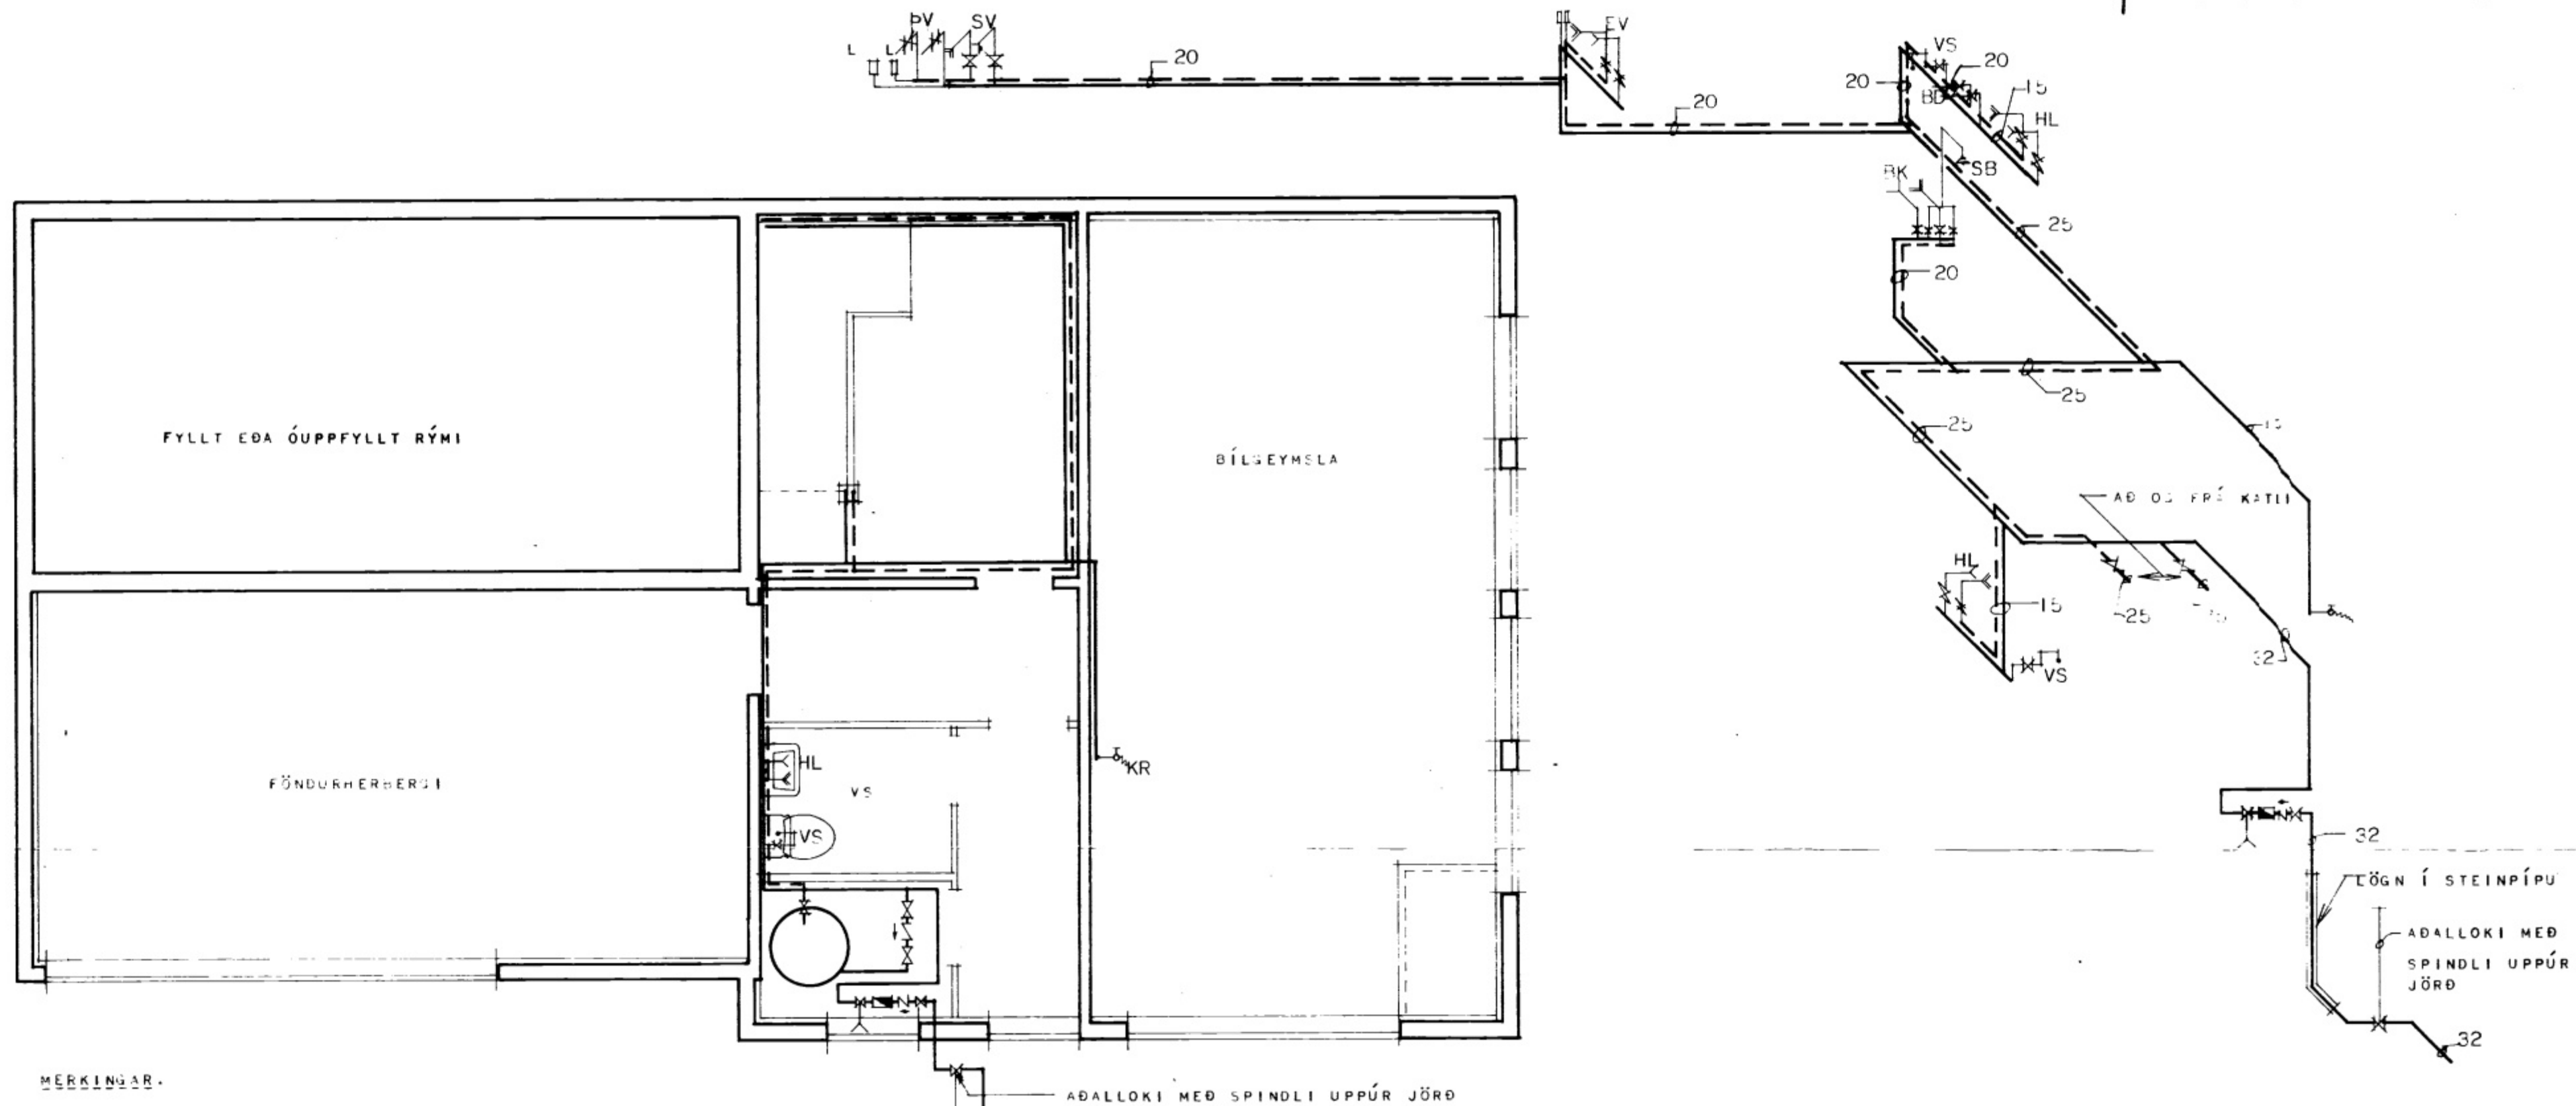 L
L
ÞV
SV
20
EV
20
VS
20
20
BD
15
HL
SB
BK
25
20
25
25
15
AÐ OG FRÁ KATLI
HL
15
25
VS
32
32
LÖGN Í STEINPÍPU
AÐALLOKI MEÐ
SPINDLI UPPÚR
JÖRÐ
32
FYLLT EÐA ÓUPPFYLLT RÝMI
BÍLGEYMSLA
FÖNDURHERBERGI
HL
VS
VS
KR
MERKINGAR.
AÐALLOKI MEÐ SPINDLI UPPÚR JÖRÐ